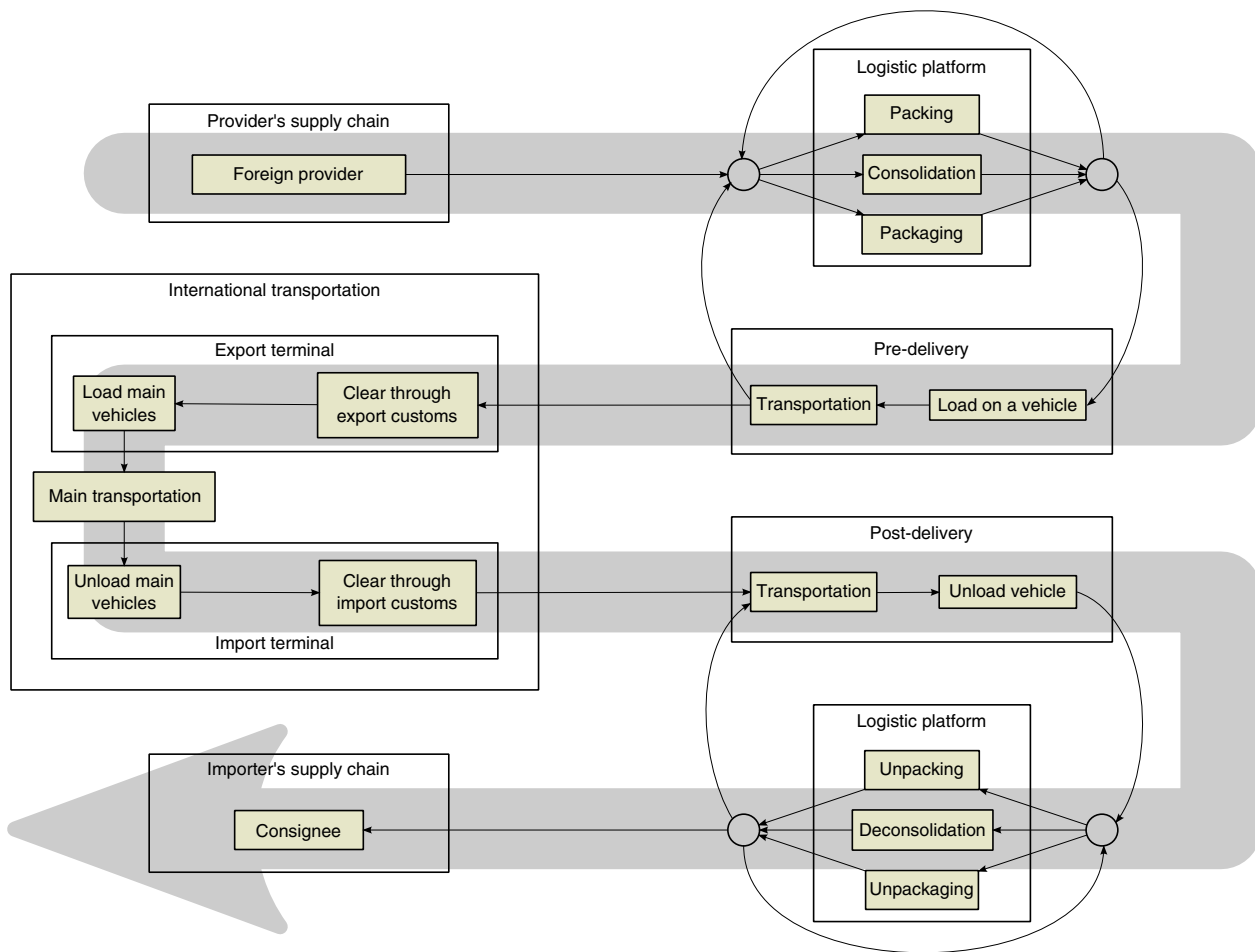 Logistic platform
Packing
Provider's supply chain
Foreign provider
Consolidation
Packaging
International transportation
Export terminal
Pre-delivery
Load main
vehicles
Clear through
export customs
Transportation
Load on a vehicle
Main transportation
Post-delivery
Unload main
vehicles
Clear through
import customs
Transportation
Unload vehicle
Import terminal
Logistic platform
Importer's supply chain
Unpacking
Consignee
Deconsolidation
Unpackaging